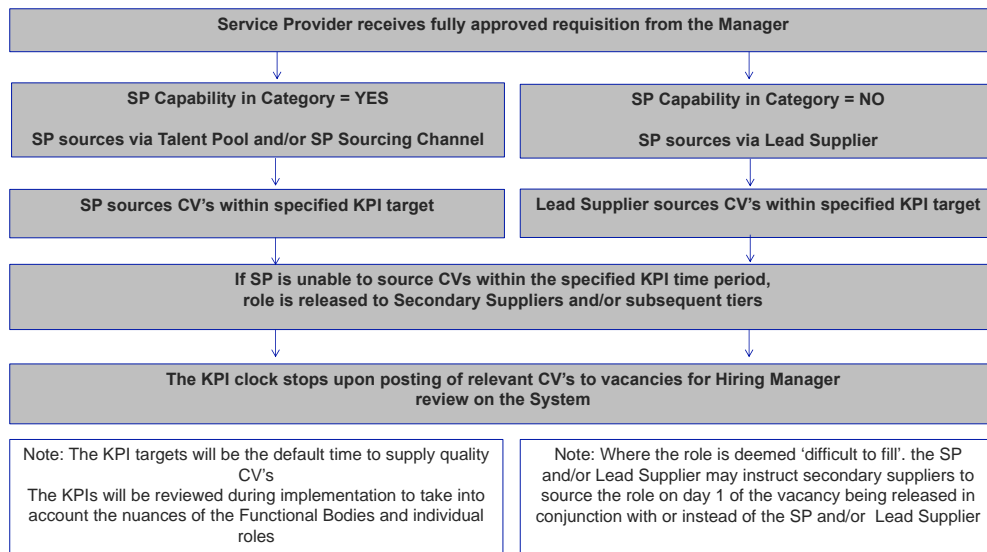 Service Provider receives fully approved requisition from the Manager
SP Capability in Category = YES
SP sources via Talent Pool and/or SP Sourcing Channel
SP Capability in Category = NO
SP sources via Lead Supplier
SP sources CV's within specified KPI target
Lead Supplier sources CV's within specified KPI target
If SP is unable to source CVs within the specified KPI time period,
role is released to Secondary Suppliers and/or subsequent tiers
The KPI clock stops upon posting of relevant CV's to vacancies for Hiring Manager
review on the System
Note: The KPI targets will be the default time to supply quality
CV's
The KPIs will be reviewed during implementation to take into
account the nuances of the Functional Bodies and individual
roles
Note: Where the role is deemed ‘difficult to fill’. the SP
and/or Lead Supplier may instruct secondary suppliers to
source the role on day 1 of the vacancy being released in
conjunction with or instead of the SP and/or  Lead Supplier